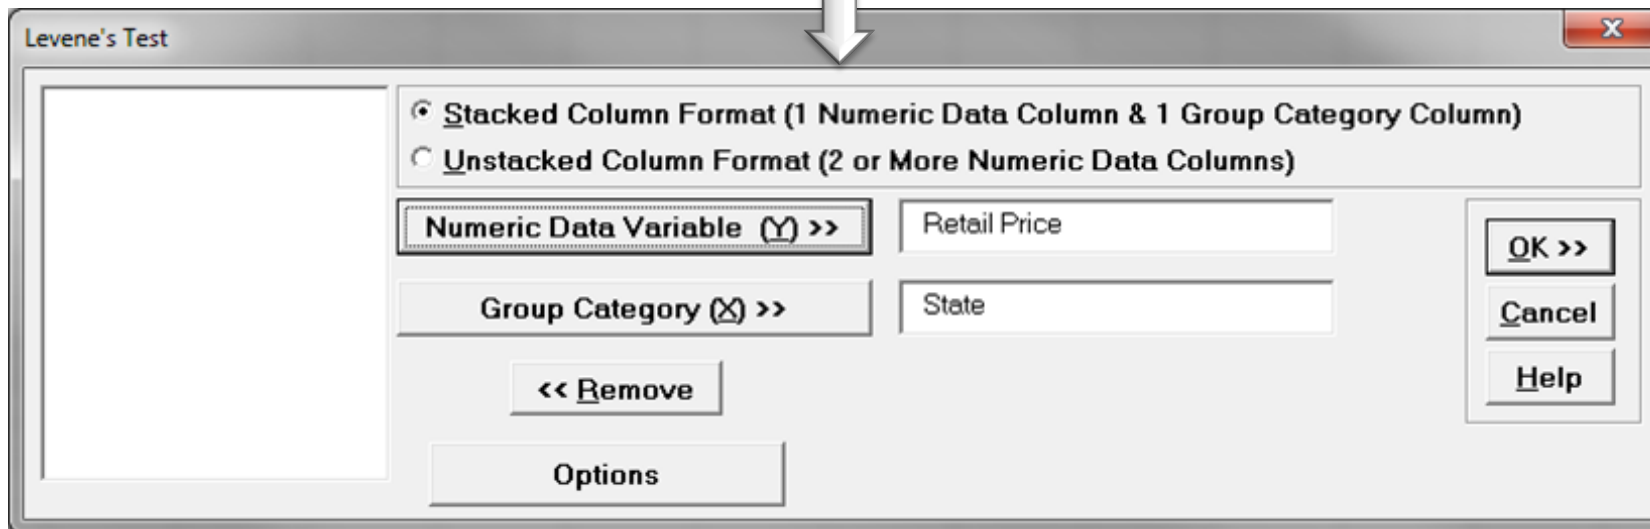 Levene's Test
Stacked Column Format (1 Numeric Data Column & 1 Group Category Column)
Unstacked Column Format (2 or More Numeric Data Columns)
Numeric Data Variable (Y) >>
Retail Price
Group Category (X) >>
State
<< Remove
Options
OK >>
Cancel
Help